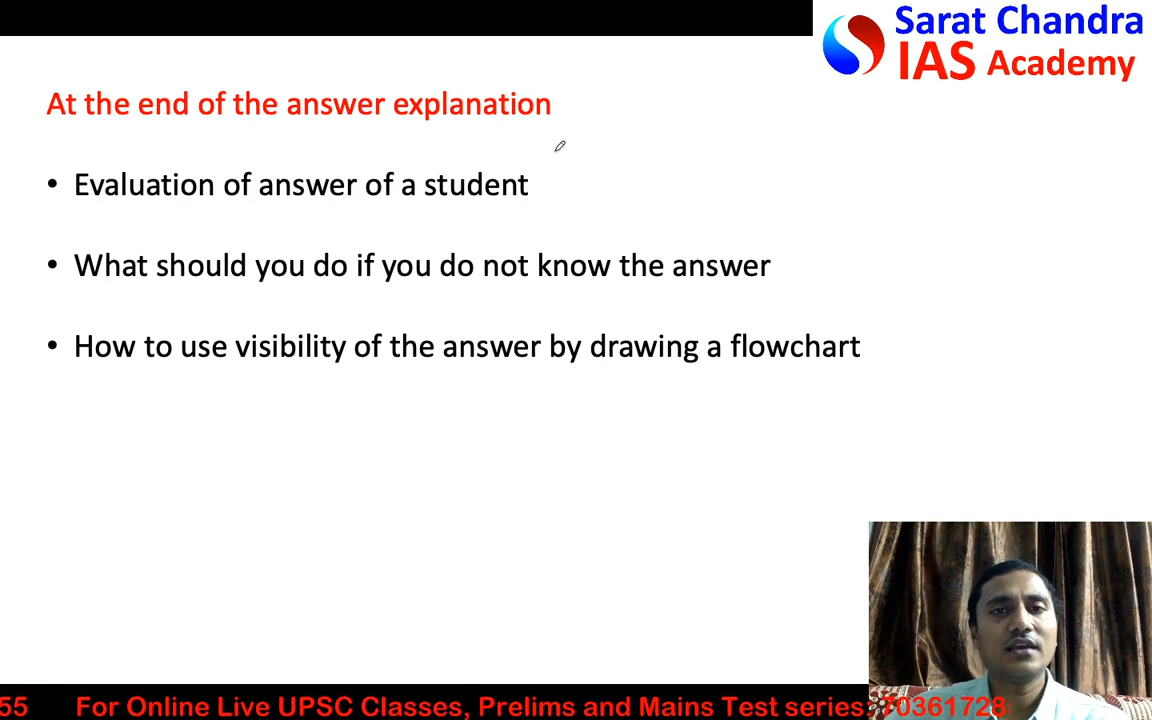 Sarat Chandra
IAS Academy
At the end of the answer explanation
• Evaluation of answer of a student
• What should you do if you do not know the answer
• How to use visibility of the answer by drawing a flowchart
55 For Online Live UPSC Classes, Prelims and Mains Test series: 70361728